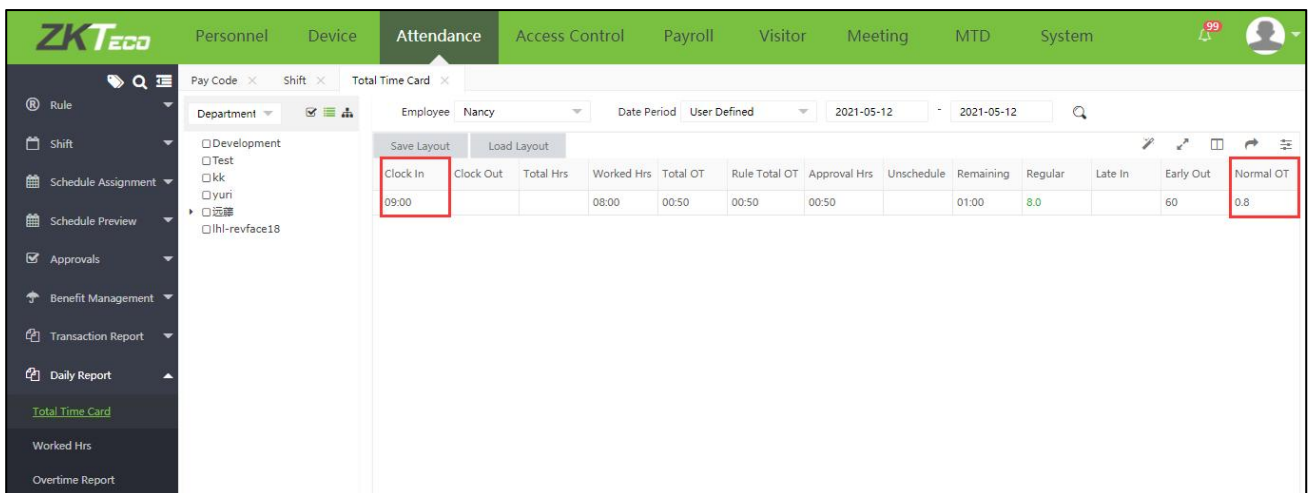 ZKTECO Personnel Device Attendance Access Control Payroll Visitor Meeting MTD System 99
Pay Code × Shift × Total Time Card ×
® Rule
Shift
Schedule Assignment
Schedule Preview
Approvals
Benefit Management
Transaction Report
Daily Report
Total Time Card
Worked Hrs
Overtime Report
Department
Development
Test
kk
yuri
远藤
lhl-revface18
Employee Nancy Date Period User Defined 2021-05-12 - 2021-05-12
Save Layout Load Layout
Clock In Clock Out Total Hrs Worked Hrs Total OT Rule Total OT Approval Hrs Unschedule Remaining Regular Late In Early Out Normal OT
09:00 08:00 00:50 00:50 00:50 01:00 8.0 60 0.8